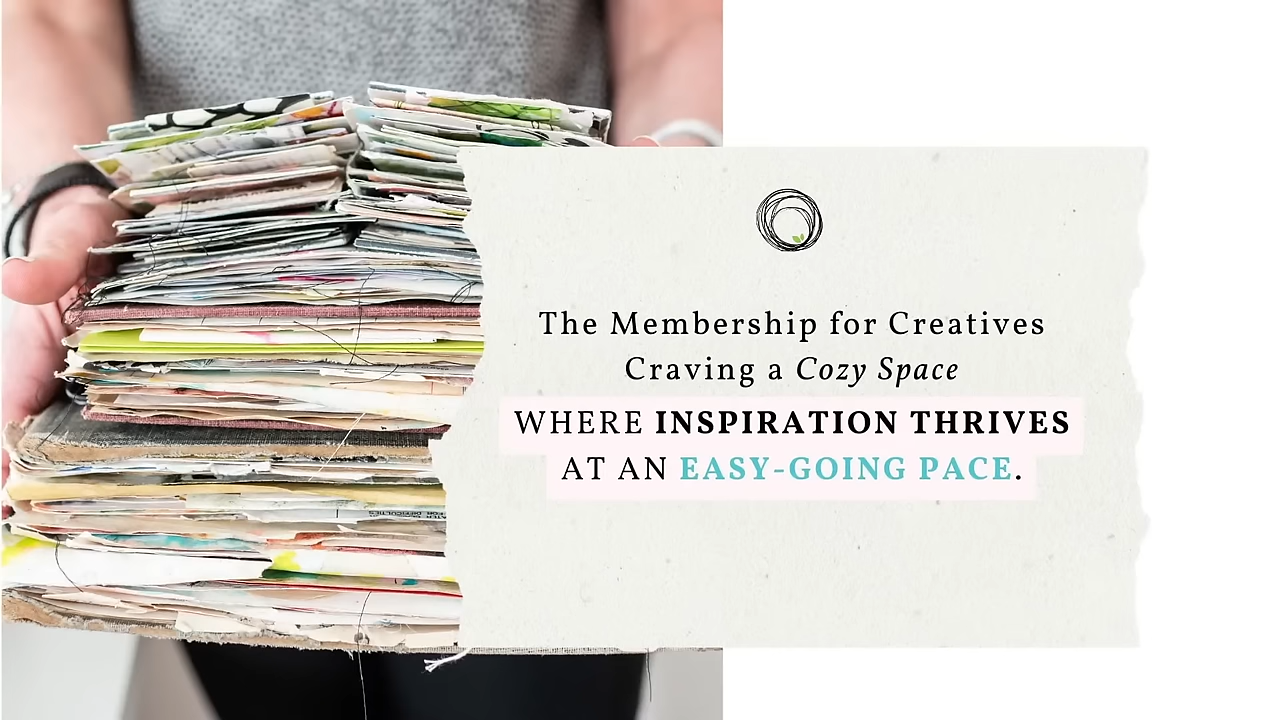 The Membership for Creatives
Craving a Cozy Space
WHERE INSPIRATION THRIVES
AT AN EASY-GOING PACE.